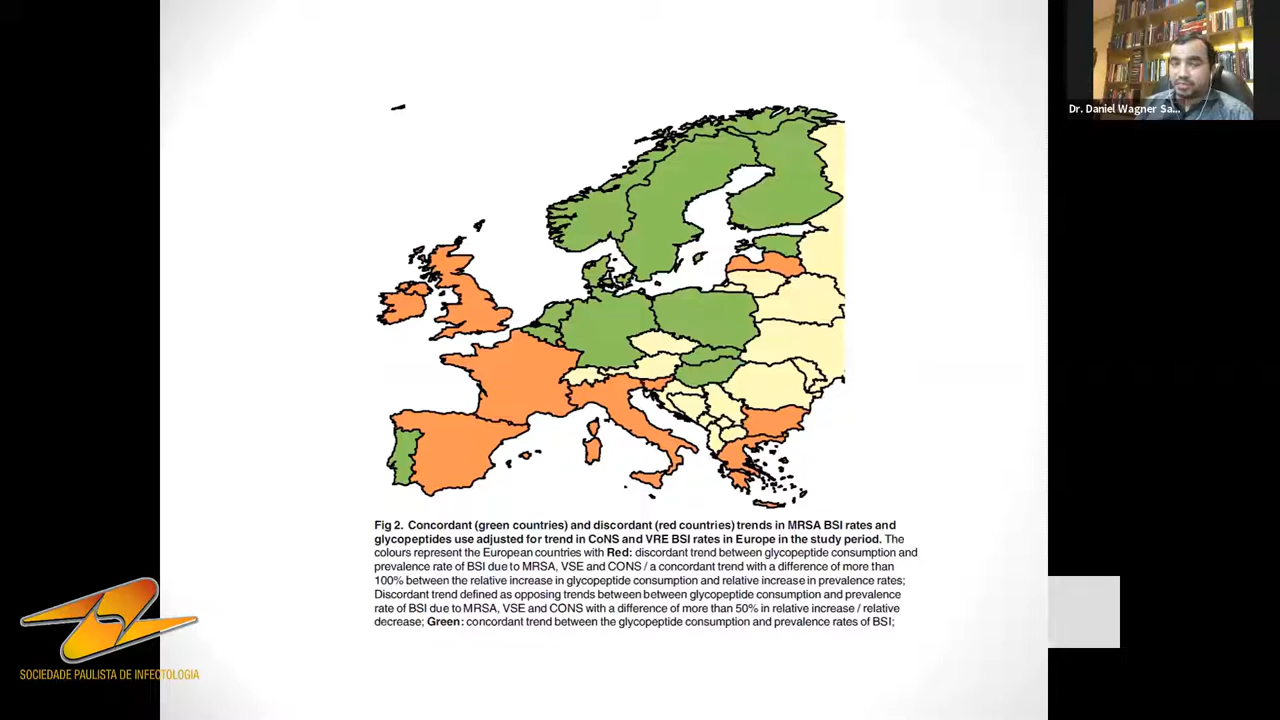 Dr. Daniel Wagner Sa...
Fig 2. Concordant (green countries) and discordant (red countries) trends in MRSA BSI rates and
glycopeptides use adjusted for trend in CoNS and VRE BSI rates in Europe in the study period. The
colours represent the European countries with Red: discordant trend between glycopeptide consumption and
prevalence rate of BSI due to MRSA, VSE and CONS / a concordant trend with a difference of more than
100% between the relative increase in glycopeptide consumption and relative increase in prevalence rates;
Discordant trend defined as opposing trends between between glycopeptide consumption and prevalence
rate of BSI due to MRSA, VSE and CONS with a difference of more than 50% in relative increase / relative
decrease; Green: concordant trend between the glycopeptide consumption and prevalence rates of BSI;
SOCIEDADE PAULISTA DE INFECTOLOGIA